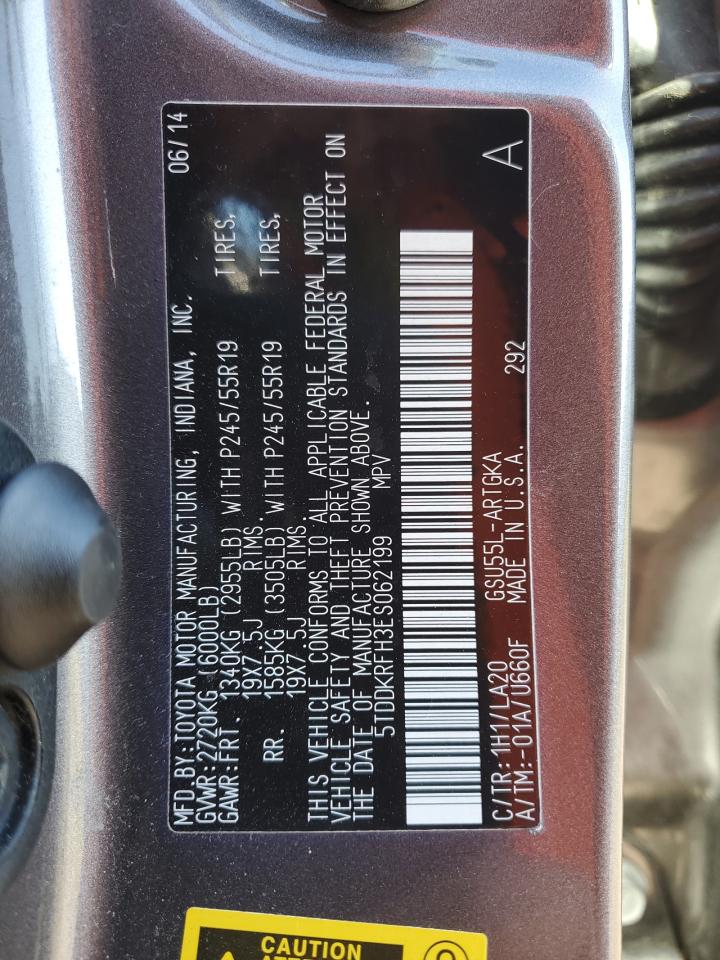 MFD BY:TOYOTA MOTOR MANUFACTURING, INDIANA, INC. 06/14
GVWR:2720KG (6000LB)
GAWR:FRT. 1340KG (2955LB) WITH P245/55R19 TIRES,
19X7.5J RIMS.
RR. 1585KG (3505LB) WITH P245/55R19 TIRES,
19X7.5J RIMS.
THIS VEHICLE CONFORMS TO ALL APPLICABLE FEDERAL MOTOR
VEHICLE SAFETY AND THEFT PREVENTION STANDARDS IN EFFECT ON
THE DATE OF MANUFACTURE SHOWN ABOVE.
5TDDKRFH3ES062199 MPV
C/TR:1H1/LA20 GSU55L-ARTGKA 292 A
A/TM:-01A/U660F MADE IN U.S.A.
CAUTION